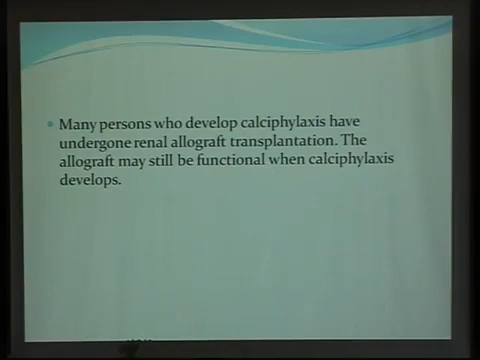 Many persons who develop calciphylaxis have
undergone renal allograft transplantation. The
allograft may still be functional when calciphylaxis
develops.